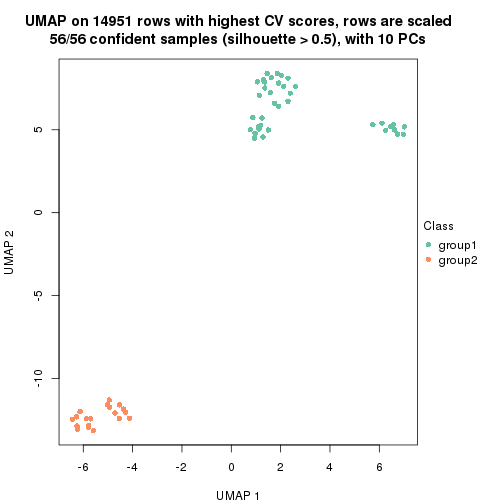 UMAP on 14951 rows with highest CV scores, rows are scaled
56/56 confident samples (silhouette > 0.5), with 10 PCs
5
0
-5
-10
UMAP 2
-6
-4
-2
0
2
4
6
UMAP 1
Class
group1
group2